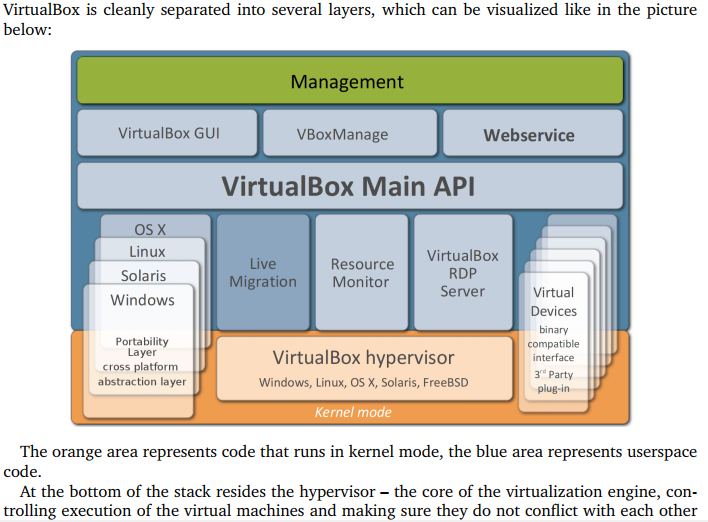 VirtualBox is cleanly separated into several layers, which can be visualized like in the picture
below:
Management
VirtualBox GUI
VBoxManage
Webservice
VirtualBox Main API
OS X
Linux
Solaris
Windows
Portability
Layer
cross platform
abstraction layer
Live
Migration
Resource
Monitor
VirtualBox
RDP
Server
Virtual
Devices
binary
compatible
interface
3rd Party
plug-in
VirtualBox hypervisor
Windows, Linux, OS X, Solaris, FreeBSD
Kernel mode
The orange area represents code that runs in kernel mode, the blue area represents userspace
code.
At the bottom of the stack resides the hypervisor – the core of the virtualization engine, con-
trolling execution of the virtual machines and making sure they do not conflict with each other